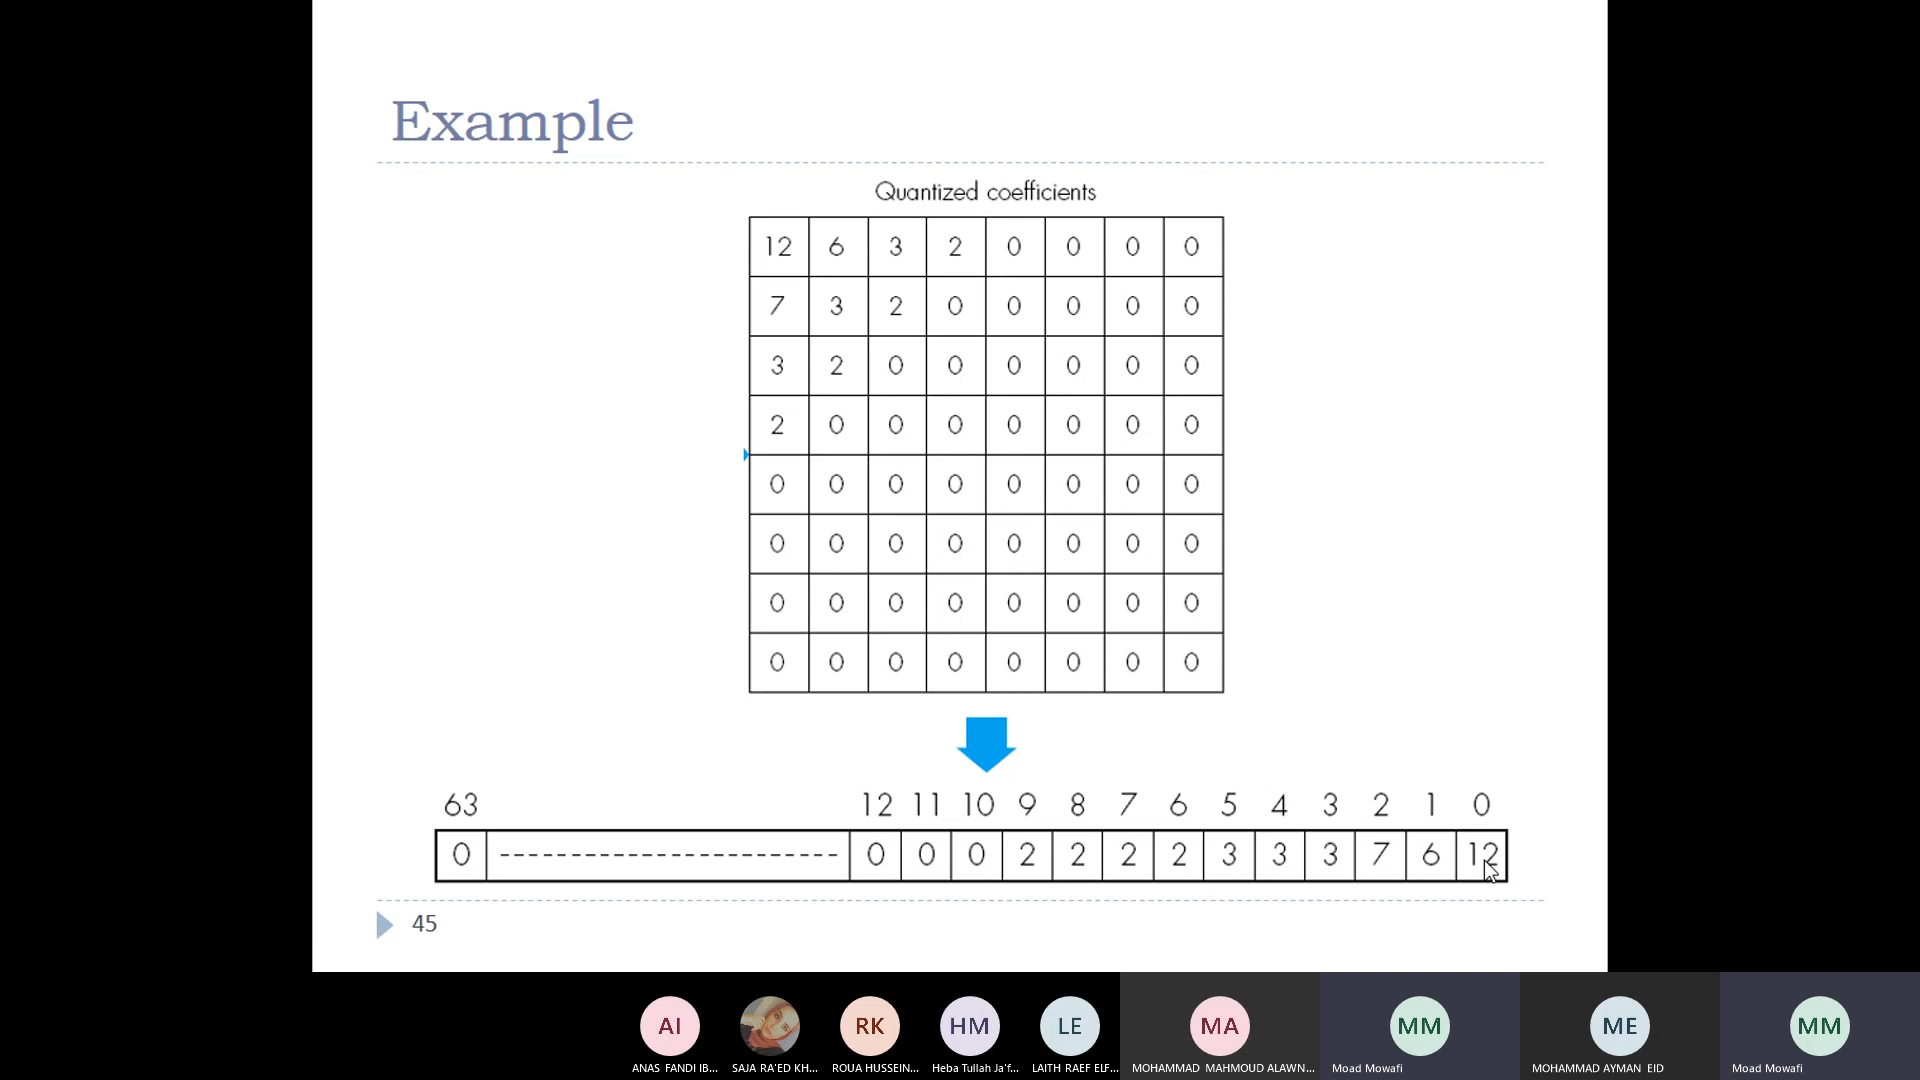 Example
Quantized coefficients
12 6 3 2 0 0 0 0
7 3 2 0 0 0 0 0
3 2 0 0 0 0 0 0
2 0 0 0 0 0 0 0
0 0 0 0 0 0 0 0
0 0 0 0 0 0 0 0
0 0 0 0 0 0 0 0
0 0 0 0 0 0 0 0
63 12 11 10 9 8 7 6 5 4 3 2 1 0
0 ----------------------- 0 0 0 2 2 2 2 3 3 3 7 6 12
45
AI RK HM LE MA MM ME MM
ANAS FANDI IB... SAJA RA'ED KH... ROUA HUSSEIN... Heba Tullah Ja'f... LAITH RAEF ELF... MOHAMMAD MAHMOUD ALAWN... Moad Mowafi MOHAMMAD AYMAN EID Moad Mowafi